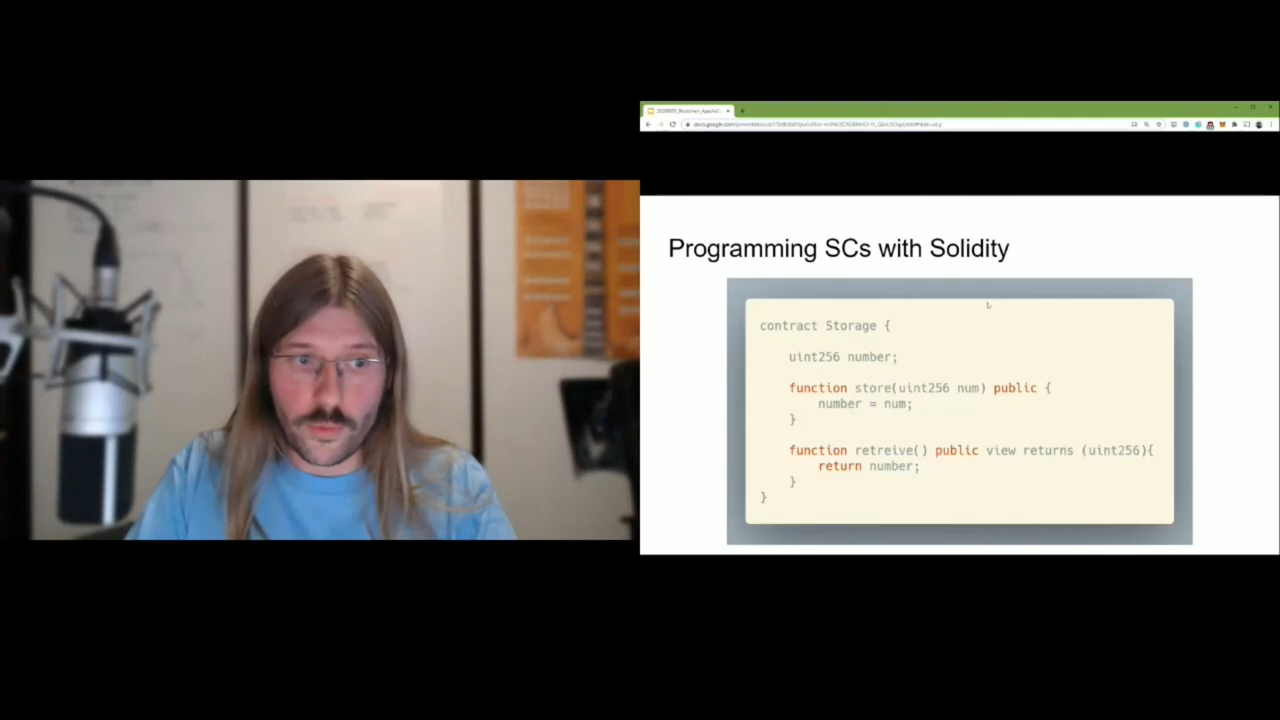 Programming SCs with Solidity
contract Storage {
uint256 number;
function store(uint256 num) public {
number = num;
}
function retreive() public view returns (uint256){
return number;
}
}